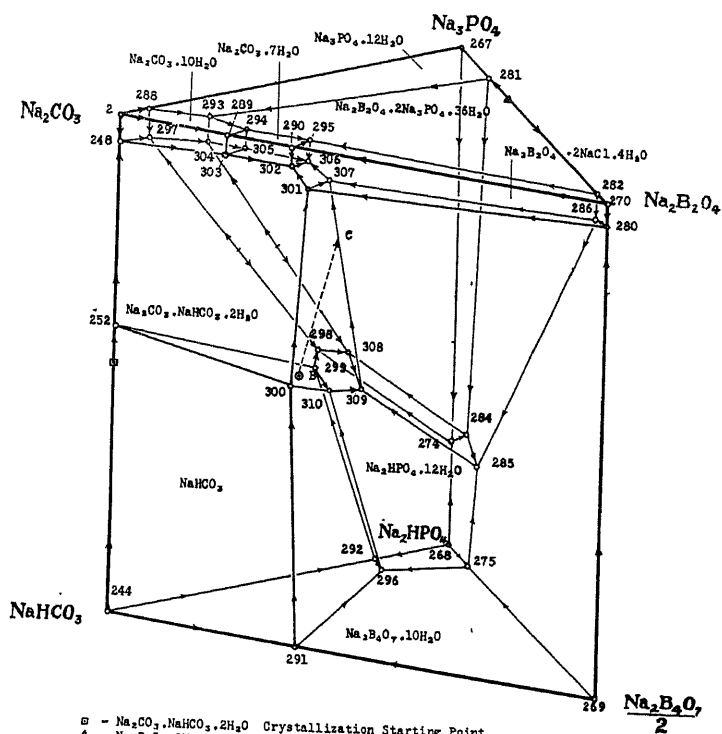 Na₃PO₄
Na₃PO₄.12H₂O
267
Na₂CO₃.7H₂O
Na₂CO₃.10H₂O
281
288
293
289
Na₂B₂O₄.2Na₃PO₄.36H₂O
Na₂CO₃
2
294
290
295
297
248
304
305
306
Na₂B₂O₄ .2NaCl.4H₂O
303
302
307
301
282
270
286
Na₂B₂O₄
280
C
252
Na₂CO₃.NaHCO₃.2H₂O
298
308
299
B
300
310
309
284
274
285
Na₂HPO₄.12H₂O
NaHCO₃
Na₂HPO₄
292
268
275
296
244
NaHCO₃
Na₂B₄O₇.10H₂O
291
269
Na₂B₄O₇
2
- Na₂CO₃.NaHCO₃.2H₂O Crystallization Starting Point